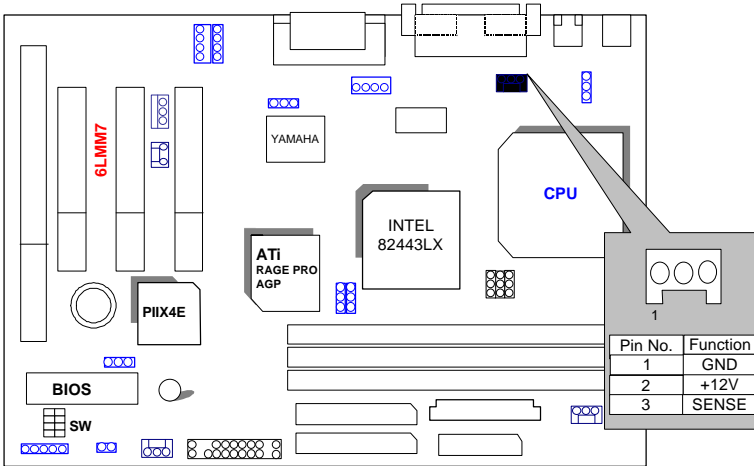 6LMM7
YAMAHA
CPU
INTEL
82443LX
ATi
RAGE PRO
AGP
PIIX4E
1
Pin No. Function
1 GND
2 +12V
3 SENSE
BIOS
SW